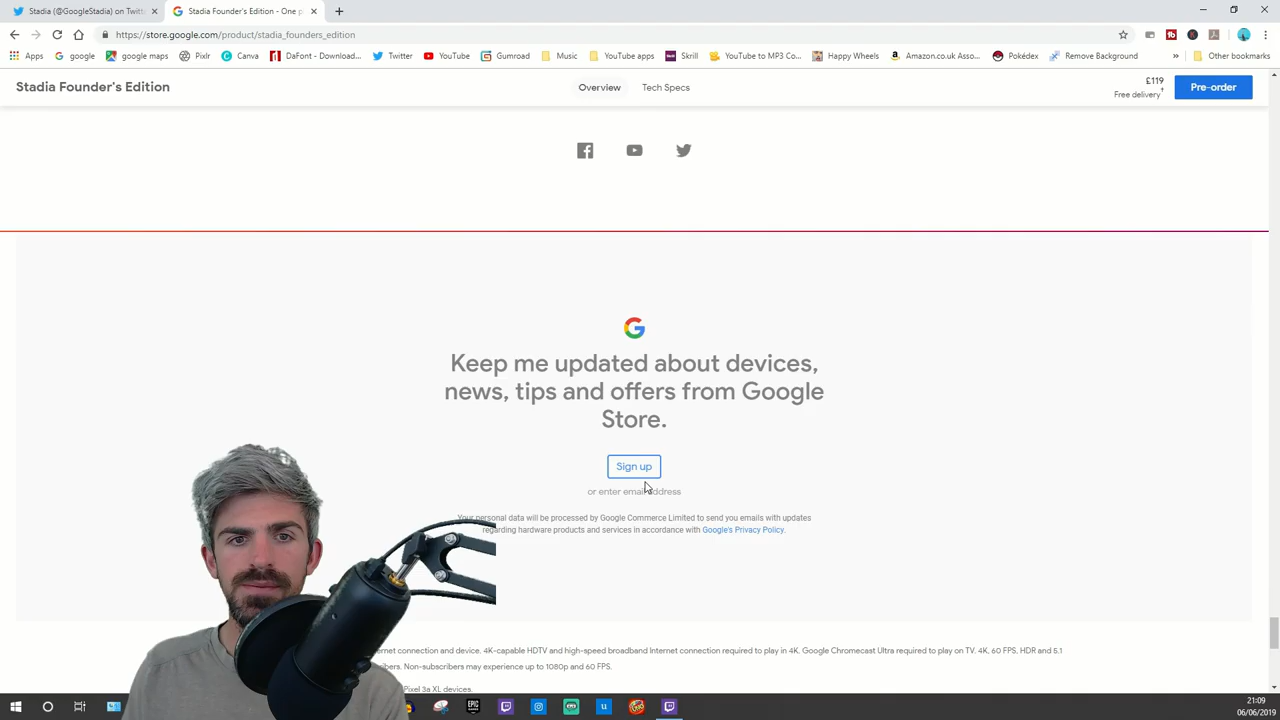 Stadia (@GoogleStadia) on Twitt
Stadia Founder's Edition - One p
https://store.google.com/product/stadia_founders_edition
Apps
google
google maps
Pixlr
Canva
DaFont - Download...
Twitter
YouTube
Gumroad
Music
YouTube apps
Skrill
YouTube to MP3 Co...
Happy Wheels
Amazon.co.uk Asso...
Pokédex
Remove Background
»
Other bookmarks
Stadia Founder's Edition
Overview
Tech Specs
£119
Free delivery†
Pre-order
Keep me updated about devices,
news, tips and offers from Google
Store.
Sign up
or enter email address
Your personal data will be processed by Google Commerce Limited to send you emails with updates
regarding hardware products and services in accordance with Google's Privacy Policy.
ernet connection and device. 4K-capable HDTV and high-speed broadband Internet connection required to play in 4K. Google Chromecast Ultra required to play on TV. 4K, 60 FPS, HDR and 5.1
cribers. Non-subscribers may experience up to 1080p and 60 FPS.
Pixel 3a XL devices.
EPIC
21:09
06/06/2019